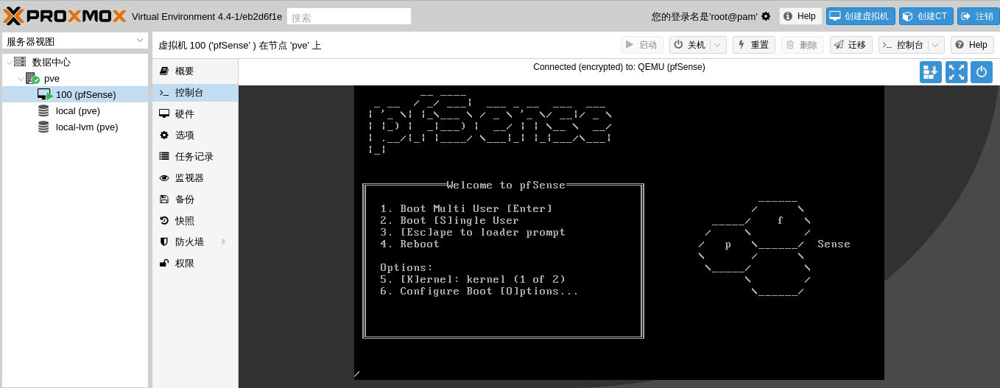 PROXMOX Virtual Environment 4.4-1/eb2d6f1e 搜索 您的登录名是'root@pam' Help 创建虚拟机 创建CT 注销
服务器视图
数据中心
pve
100 (pfSense)
local (pve)
local-lvm (pve)
虚拟机 100 ('pfSense' ) 在节点 'pve' 上 启动 关机 重置 删除 迁移 控制台 Help
概要
控制台
硬件
选项
任务记录
监视器
备份
快照
防火墙
权限
Connected (encrypted) to: QEMU (pfSense)
pfSense
Welcome to pfSense
1. Boot Multi User [Enter]
2. Boot [S]ingle User
3. [Esc]ape to loader prompt
4. Reboot
Options:
5. [K]ernel: kernel (1 of 2)
6. Configure Boot [O]ptions...
f
p Sense
/